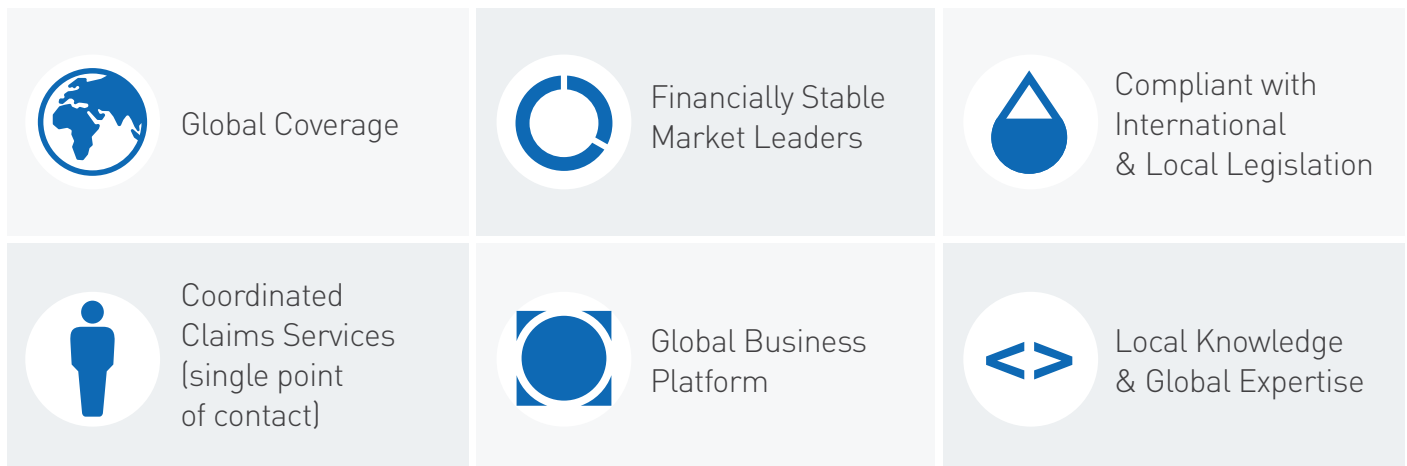 Global Coverage
Financially Stable
Market Leaders
Compliant with
International
& Local Legislation
Coordinated
Claims Services
(single point
of contact)
Global Business
Platform
Local Knowledge
& Global Expertise